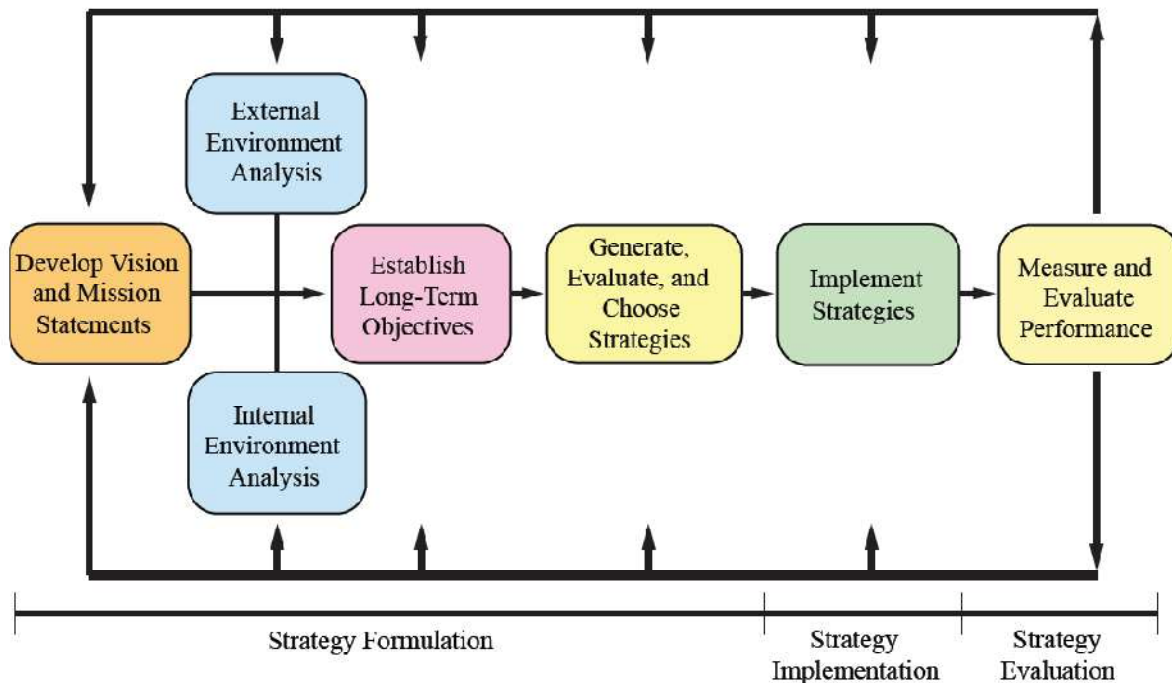 External
Environment
Analysis
Develop Vision
and Mission
Statements
Establish
Long-Term
Objectives
Generate,
Evaluate, and
Choose
Strategies
Implement
Strategies
Measure and
Evaluate
Performance
Internal
Environment
Analysis
Strategy Formulation
Strategy
Implementation
Strategy
Evaluation